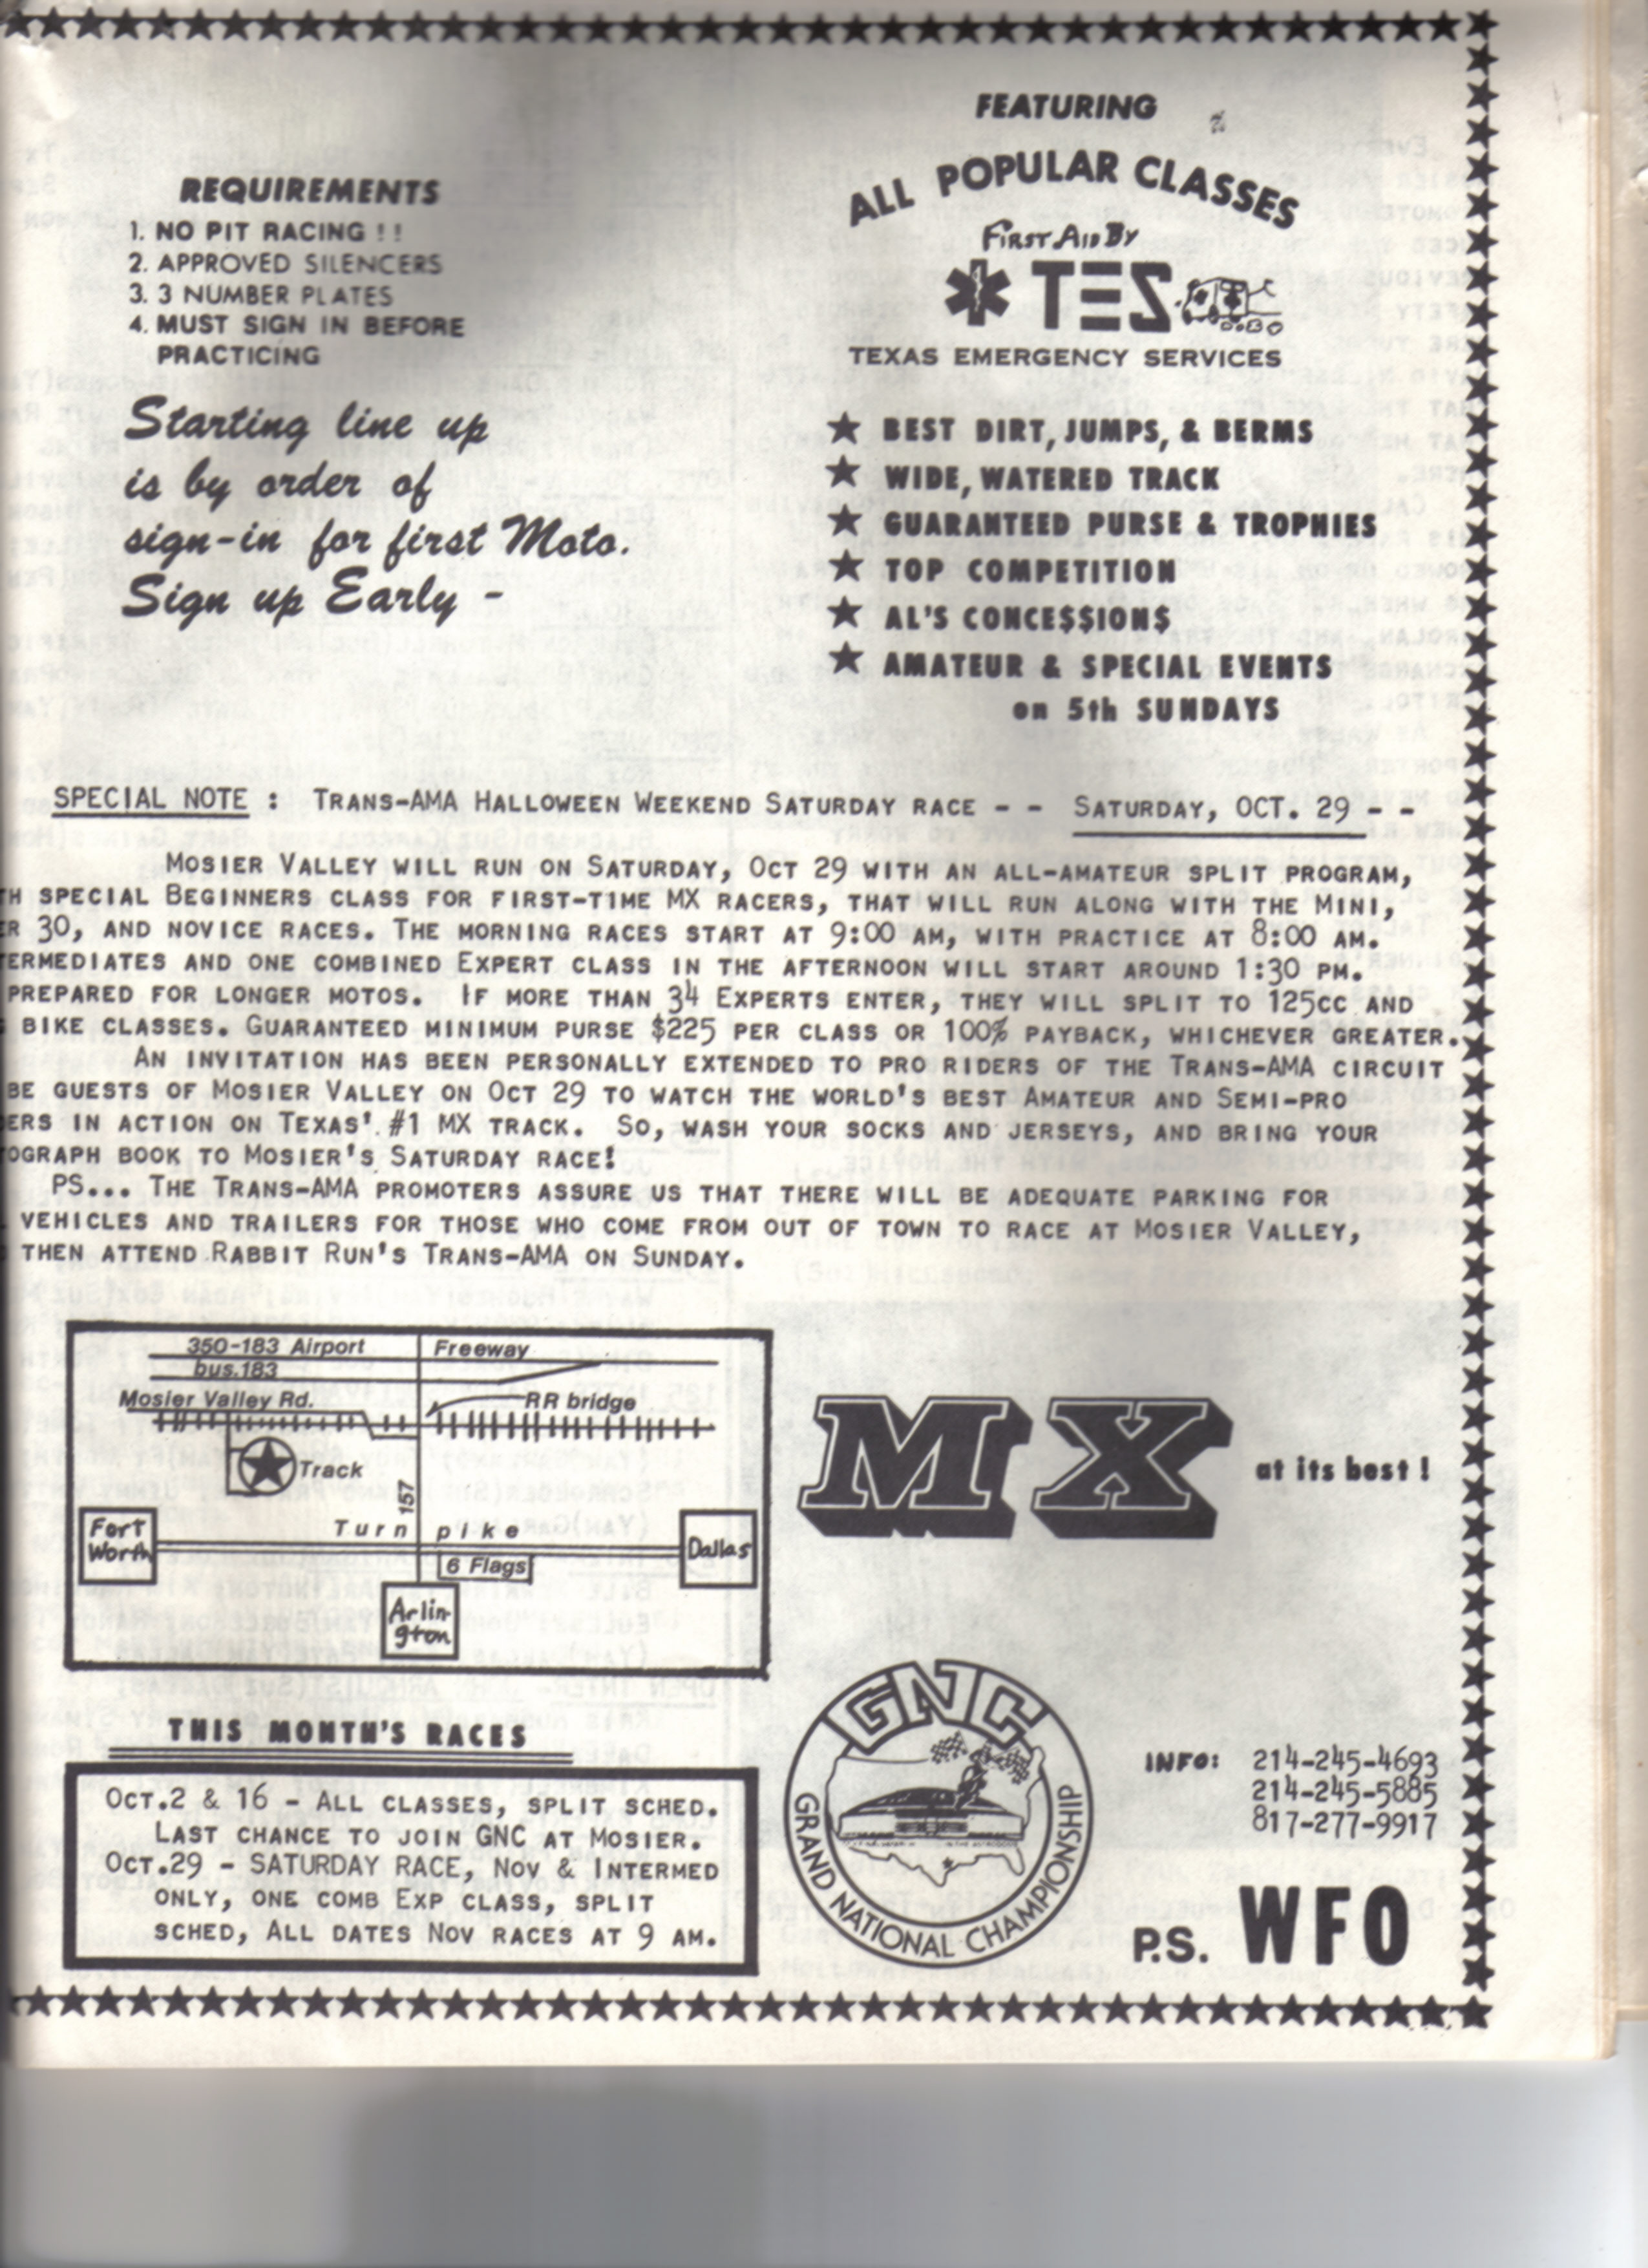 FEATURING
ALL POPULAR CLASSES
First Aid By
TES
TEXAS EMERGENCY SERVICES
REQUIREMENTS
1. NO PIT RACING !!
2. APPROVED SILENCERS
3. 3 NUMBER PLATES
4. MUST SIGN IN BEFORE
PRACTICING
Starting line up
is by order of
sign-in for first Moto.
Sign up Early -
★ BEST DIRT, JUMPS, & BERMS
★ WIDE, WATERED TRACK
★ GUARANTEED PURSE & TROPHIES
★ TOP COMPETITION
★ AL'S CONCE$$ION$
★ AMATEUR & SPECIAL EVENTS
on 5th SUNDAYS
SPECIAL NOTE : TRANS-AMA HALLOWEEN WEEKEND SATURDAY RACE - - SATURDAY, OCT. 29 - -
MOSIER VALLEY WILL RUN ON SATURDAY, OCT 29 WITH AN ALL-AMATEUR SPLIT PROGRAM,
TH SPECIAL BEGINNERS CLASS FOR FIRST-TIME MX RACERS, THAT WILL RUN ALONG WITH THE MINI,
ER 30, AND NOVICE RACES. THE MORNING RACES START AT 9:00 AM, WITH PRACTICE AT 8:00 AM.
TERMEDIATES AND ONE COMBINED EXPERT CLASS IN THE AFTERNOON WILL START AROUND 1:30 PM.
PREPARED FOR LONGER MOTOS. IF MORE THAN 34 EXPERTS ENTER, THEY WILL SPLIT TO 125CC AND
BIKE CLASSES. GUARANTEED MINIMUM PURSE $225 PER CLASS OR 100% PAYBACK, WHICHEVER GREATER.
AN INVITATION HAS BEEN PERSONALLY EXTENDED TO PRO RIDERS OF THE TRANS-AMA CIRCUIT
BE GUESTS OF MOSIER VALLEY ON OCT 29 TO WATCH THE WORLD'S BEST AMATEUR AND SEMI-PRO
DERS IN ACTION ON TEXAS' #1 MX TRACK. SO, WASH YOUR SOCKS AND JERSEYS, AND BRING YOUR
TOGRAPH BOOK TO MOSIER'S SATURDAY RACE!
PS... THE TRANS-AMA PROMOTERS ASSURE US THAT THERE WILL BE ADEQUATE PARKING FOR
VEHICLES AND TRAILERS FOR THOSE WHO COME FROM OUT OF TOWN TO RACE AT MOSIER VALLEY,
THEN ATTEND RABBIT RUN'S TRANS-AMA ON SUNDAY.
350-183 Airport Freeway
bus.183
Mosier Valley Rd. RR bridge
Track
157
Turn pike
Fort
Worth
6 Flags
Dallas
Arlin-
gton
MX at its best !
THIS MONTH'S RACES
OCT.2 & 16 - ALL CLASSES, SPLIT SCHED.
LAST CHANCE TO JOIN GNC AT MOSIER.
OCT.29 - SATURDAY RACE, NOV & INTERMED
ONLY, ONE COMB EXP CLASS, SPLIT
SCHED, ALL DATES NOV RACES AT 9 AM.
GNC
GRAND NATIONAL CHAMPIONSHIP
INFO: 214-245-4693
214-245-5885
817-277-9917
P.S. WFO